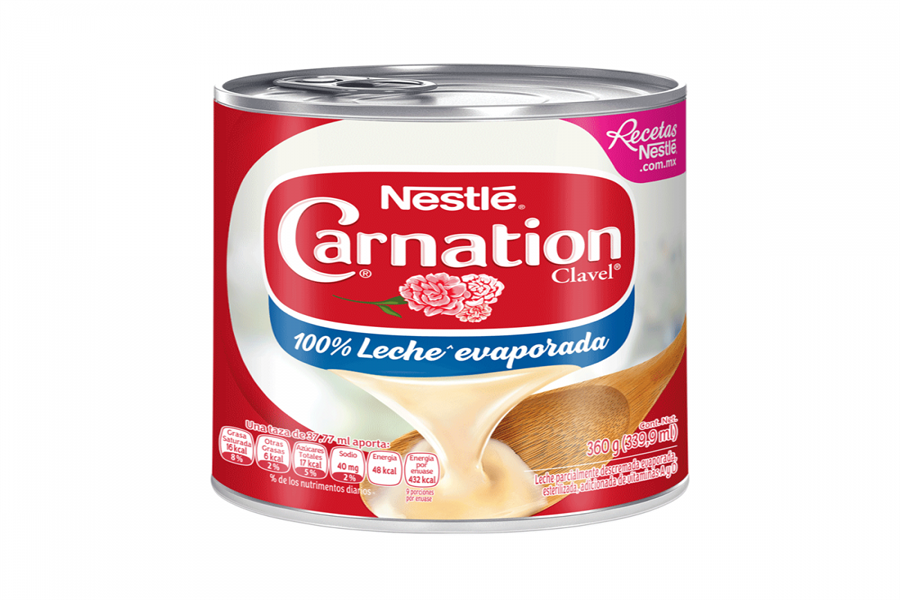 Recetas
Nestlé
.com.mx
Nestlé®
Carnation®
Clavel®
100% Leche^ evaporada
Una taza de 37,77 ml aporta:
Grasa Saturada 16 kcal 8 %
Otras Grasas 6 kcal 2 %
Azúcares Totales 17 kcal 5 %
Sodio 40 mg 2 %
Energía 48 kcal
Energía por envase 432 kcal
% de los nutrimentos diarios
9 porciones por envase
Cont. Net.
360 g (339,9 ml)
Leche parcialmente descremada evaporada,
esterilizada, adicionada de vitaminas A y D